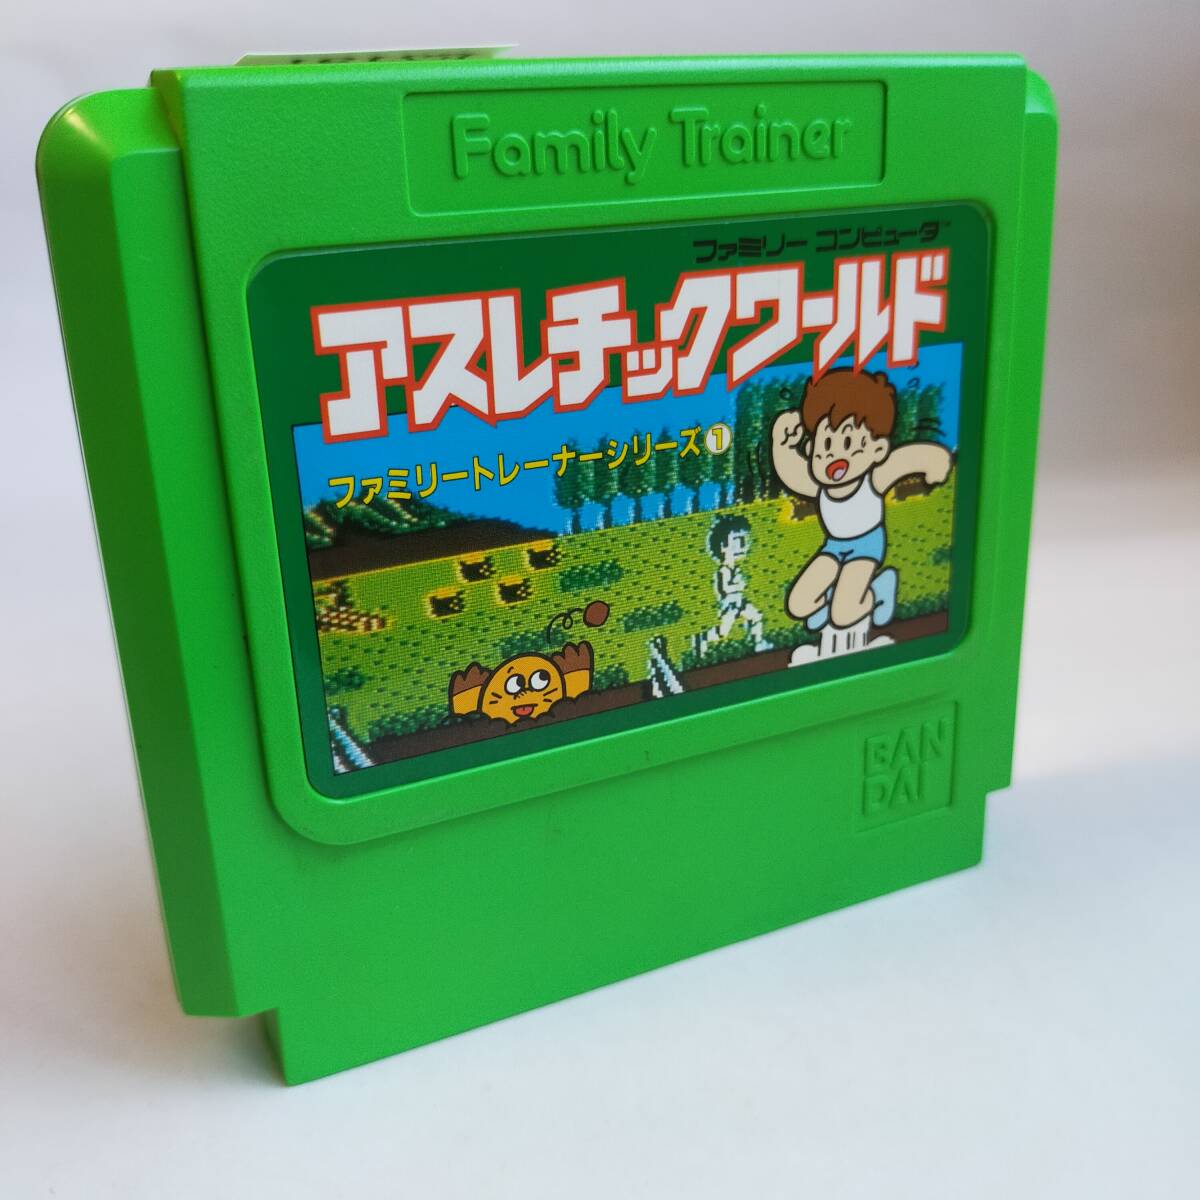 Family Trainer
ファミリー コンピュータ™
アスレチックワールド
ファミリートレーナーシリーズ①
BAN
DAI